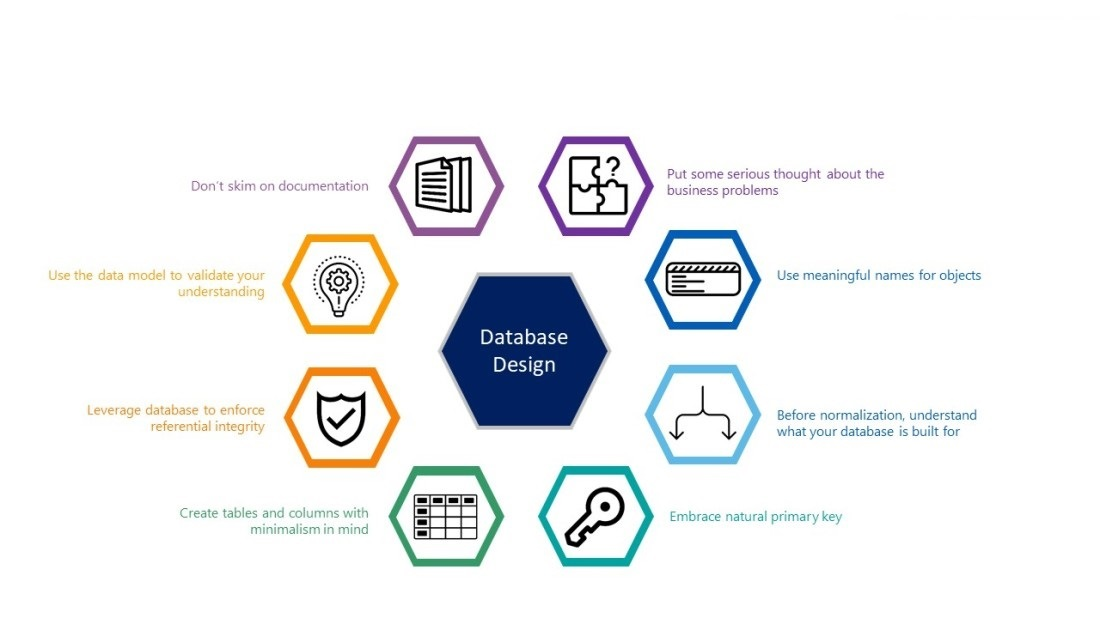 Don't skim on documentation
Put some serious thought about the
business problems
Use the data model to validate your
understanding
Use meaningful names for objects
Database
Design
Leverage database to enforce
referential integrity
Before normalization, understand
what your database is built for
Create tables and columns with
minimalism in mind
Embrace natural primary key
?